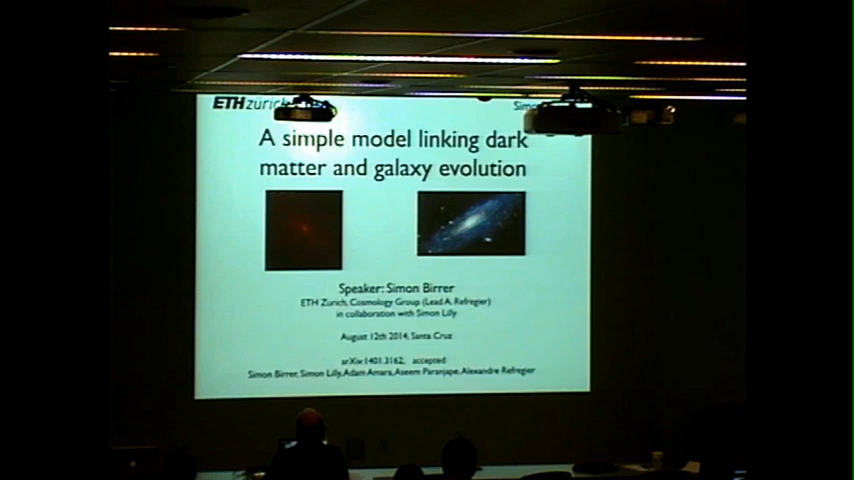 ETH zürich
A simple model linking dark
matter and galaxy evolution
Speaker: Simon Birrer
ETH Zurich, Cosmology Group (Lead A. Refregier)
in collaboration with Simon Lilly
August 12th 2014, Santa Cruz
arXiv:1401.3162, accepted
Simon Birrer, Simon Lilly, Adam Amara, Aseem Paranjape, Alexandre Refregier